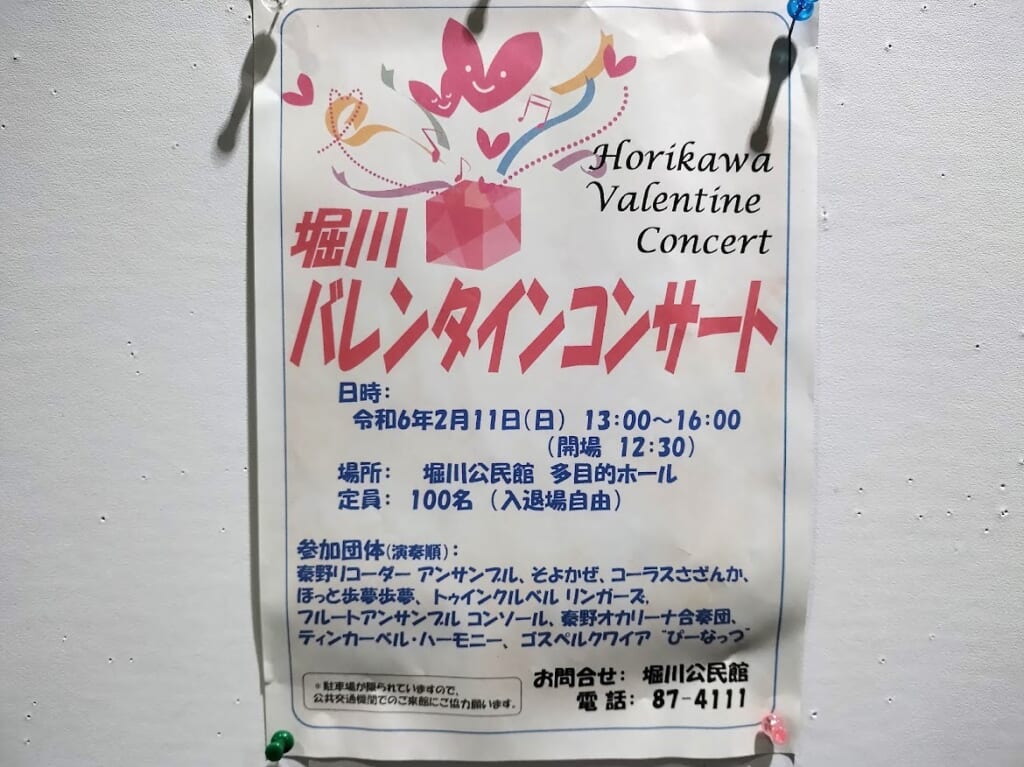 Horikawa
Valentine
Concert
堀川
バレンタインコンサート
日時：
令和6年2月11日（日） 13:00～16:00
（開場 12:30）
場所： 堀川公民館 多目的ホール
定員： 100名 （入退場自由）
参加団体（演奏順）：
秦野リコーダー アンサンブル、そよかぜ、コーラスさざんか、
ほっと歩夢歩夢、トゥインクルベル リンガーズ、
フルートアンサンブル コンソール、秦野オカリーナ合奏団、
ティンカーベル・ハーモニー、ゴスペルクワイア “ぴーなっつ”
お問合せ： 堀川公民館
電話： 87-4111
＊駐車場が限られていますので、
公共交通機関でのご来館にご協力願います。